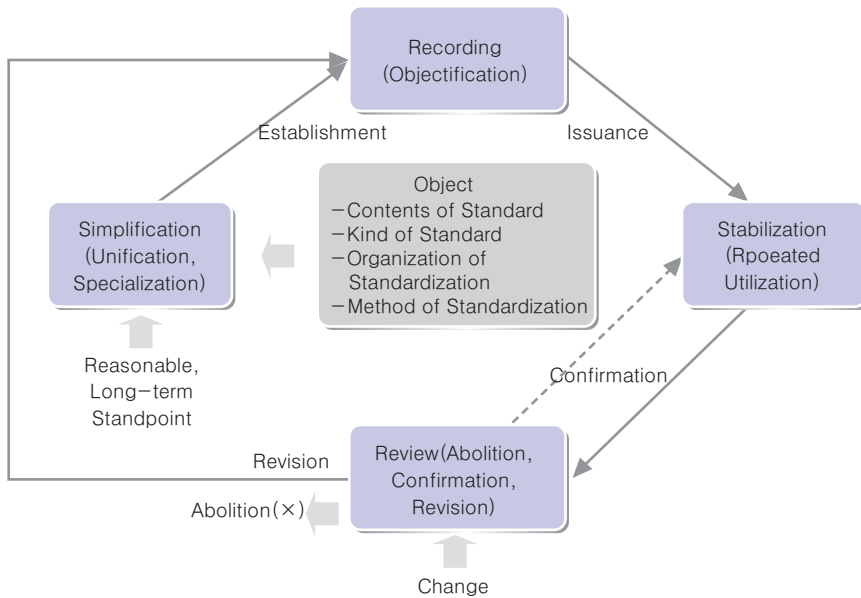 Recording
(Objectification)
Establishment
Issuance
Object
−Contents of Standard
−Kind of Standard
−Organization of
Standardization
−Method of Standardization
Simplification
(Unification,
Specialization)
Stabilization
(Rpoeated
Utilization)
Reasonable,
Long−term
Standpoint
Confirmation
Revision
Review(Abolition,
Confirmation,
Revision)
Abolition(×)
Change